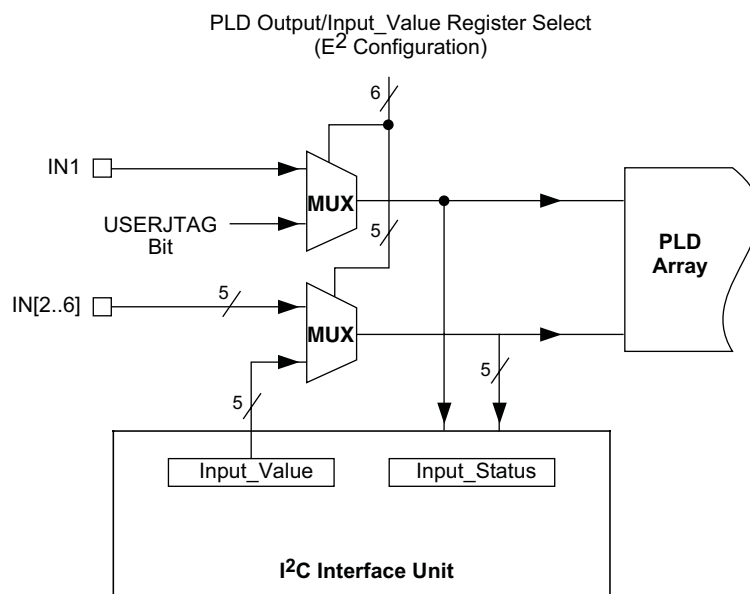 PLD Output/Input_Value Register Select
(E2 Configuration)
6
IN1
MUX
USERJTAG
Bit
5
PLD
Array
IN[2..6]
5
MUX
5
5
Input_Value
Input_Status
I2C Interface Unit